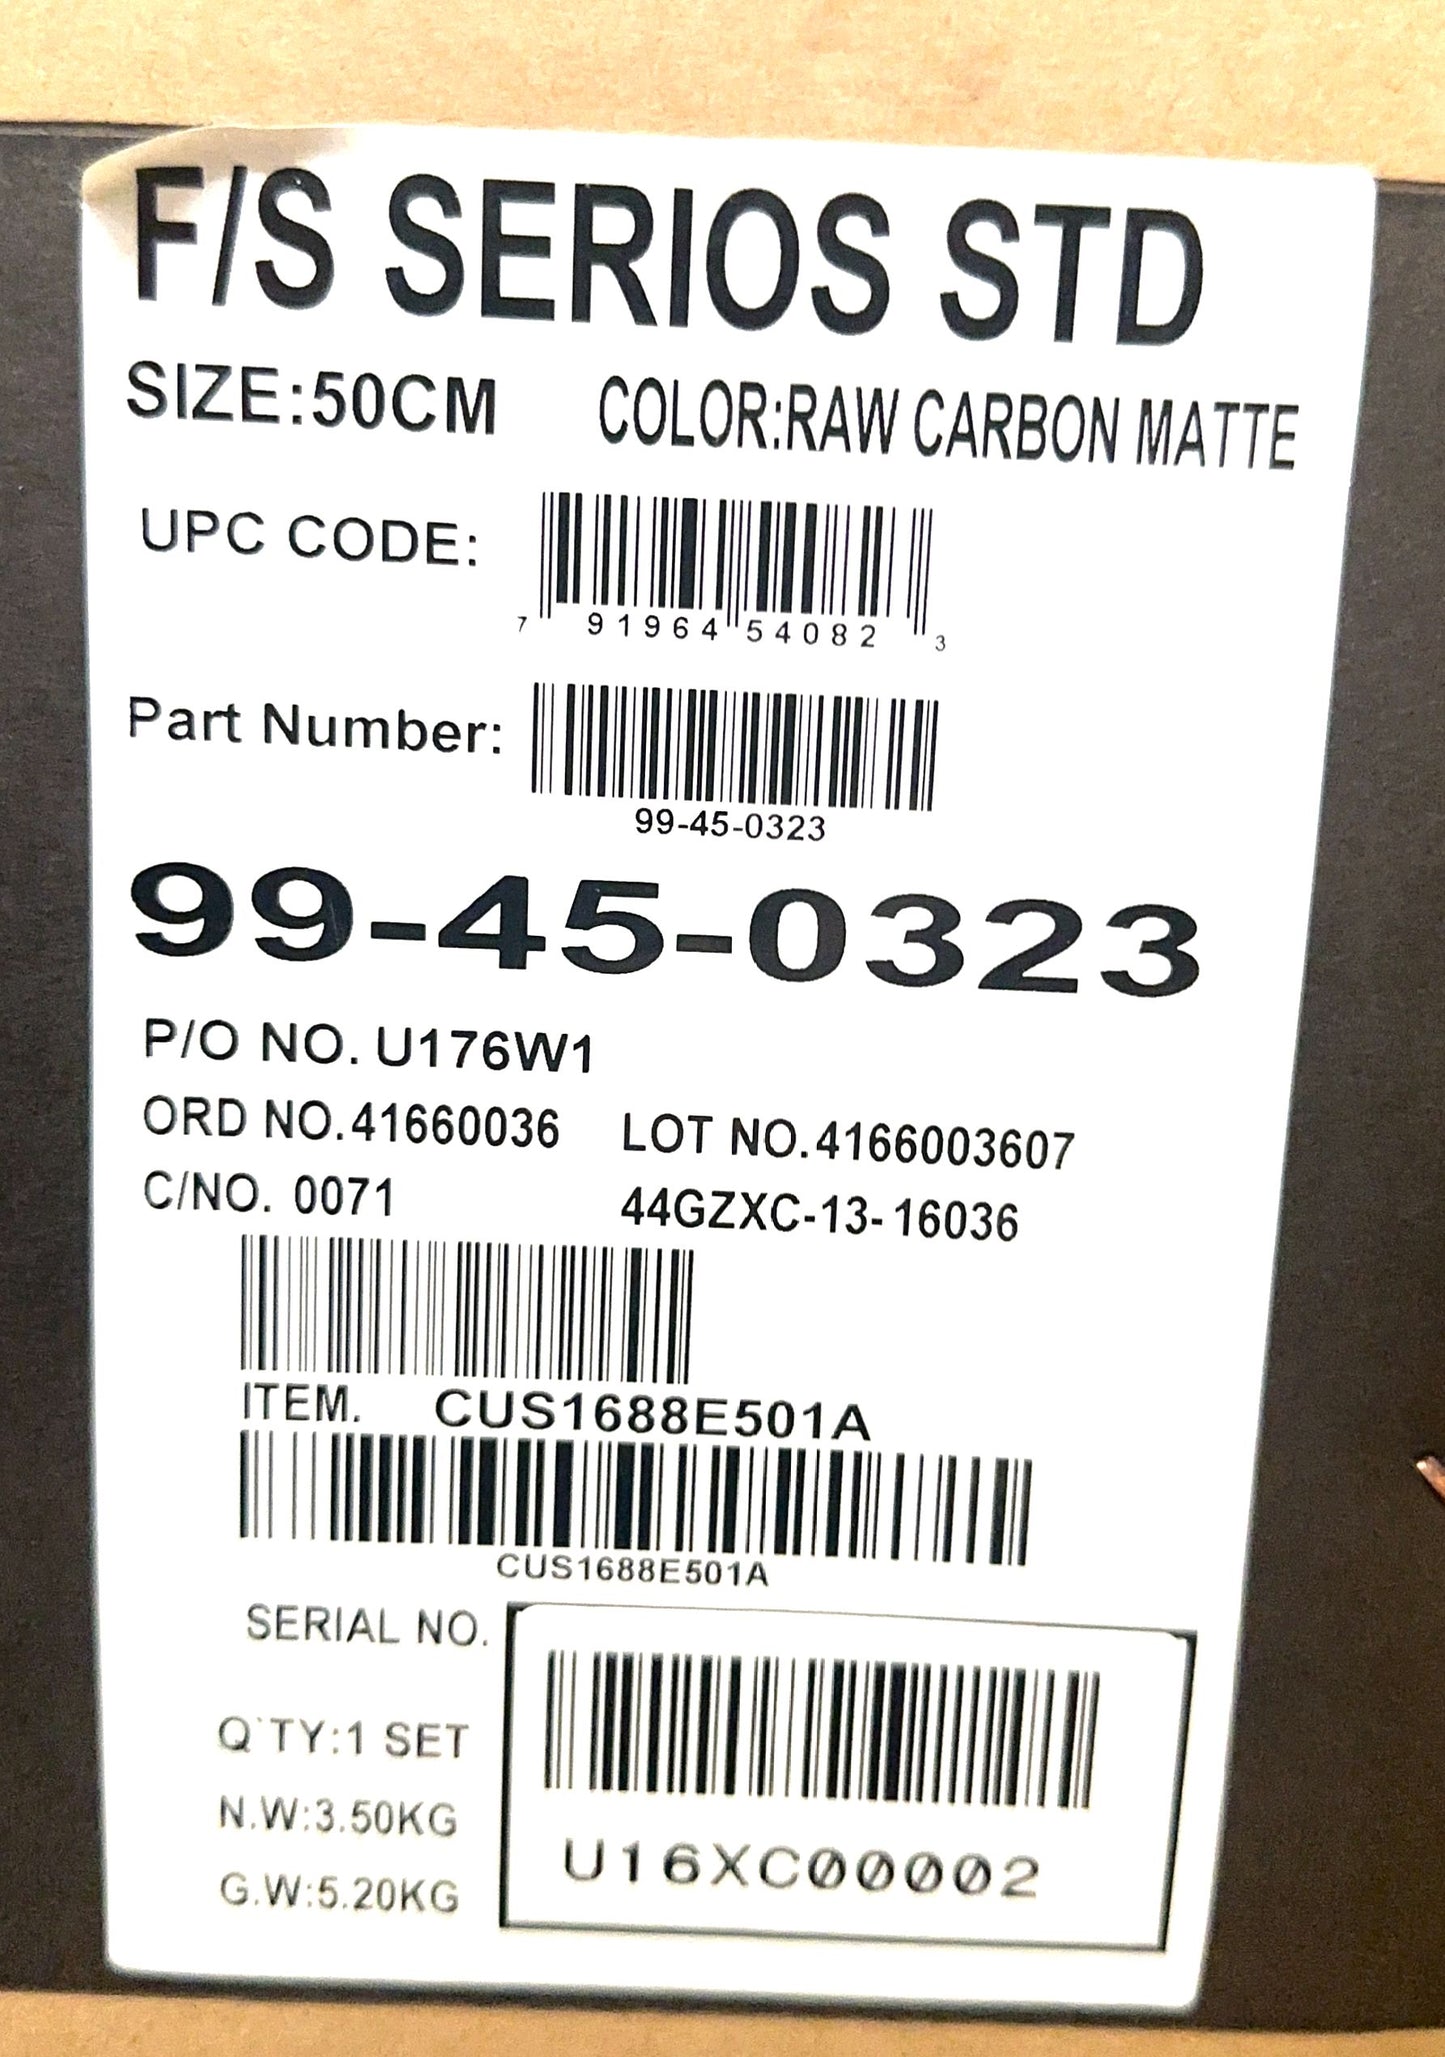 F/S SERIOS STD
SIZE:50CM COLOR:RAW CARBON MATTE
UPC CODE:
7 91964 54082 3
Part Number:
99-45-0323
99-45-0323
P/O NO. U176W1
ORD NO.41660036 LOT NO.4166003607
C/NO. 0071 44GZXC-13-16036
ITEM. CUS1688E501A
CUS1688E501A
SERIAL NO.
Q'TY:1 SET
N.W:3.50KG
G.W:5.20KG
U16XC00002